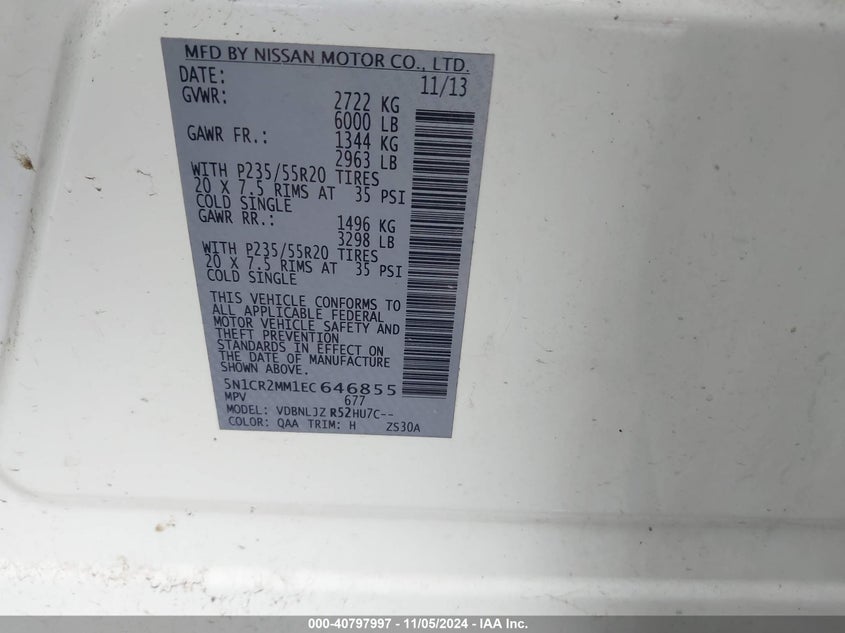 MFD BY NISSAN MOTOR CO., LTD.
DATE: 11/13
GVWR: 2722 KG
6000 LB
GAWR FR.: 1344 KG
2963 LB
WITH P235/55R20 TIRES
20 X 7.5 RIMS AT 35 PSI
COLD SINGLE
GAWR RR.: 1496 KG
3298 LB
WITH P235/55R20 TIRES
20 X 7.5 RIMS AT 35 PSI
COLD SINGLE
THIS VEHICLE CONFORMS TO
ALL APPLICABLE FEDERAL
MOTOR VEHICLE SAFETY AND
THEFT PREVENTION
STANDARDS IN EFFECT ON
THE DATE OF MANUFACTURE
SHOWN ABOVE.
5N1CR2MM1EC646855
MPV 677
MODEL: VDBNLJZ R52HU7C--
COLOR: QAA TRIM: H ZS30A
000-40797997 - 11/05/2024 - IAA Inc.